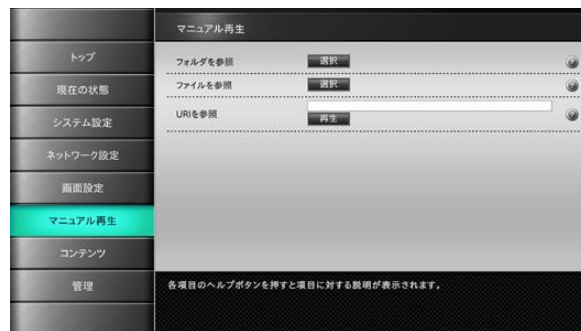 マニュアル再生
トップ
現在の状態
システム設定
ネットワーク設定
画面設定
マニュアル再生
コンテンツ
管理
フォルダを参照
選択
ファイルを参照
選択
URIを参照
再生
各項目のヘルプボタンを押すと項目に対する説明が表示されます。